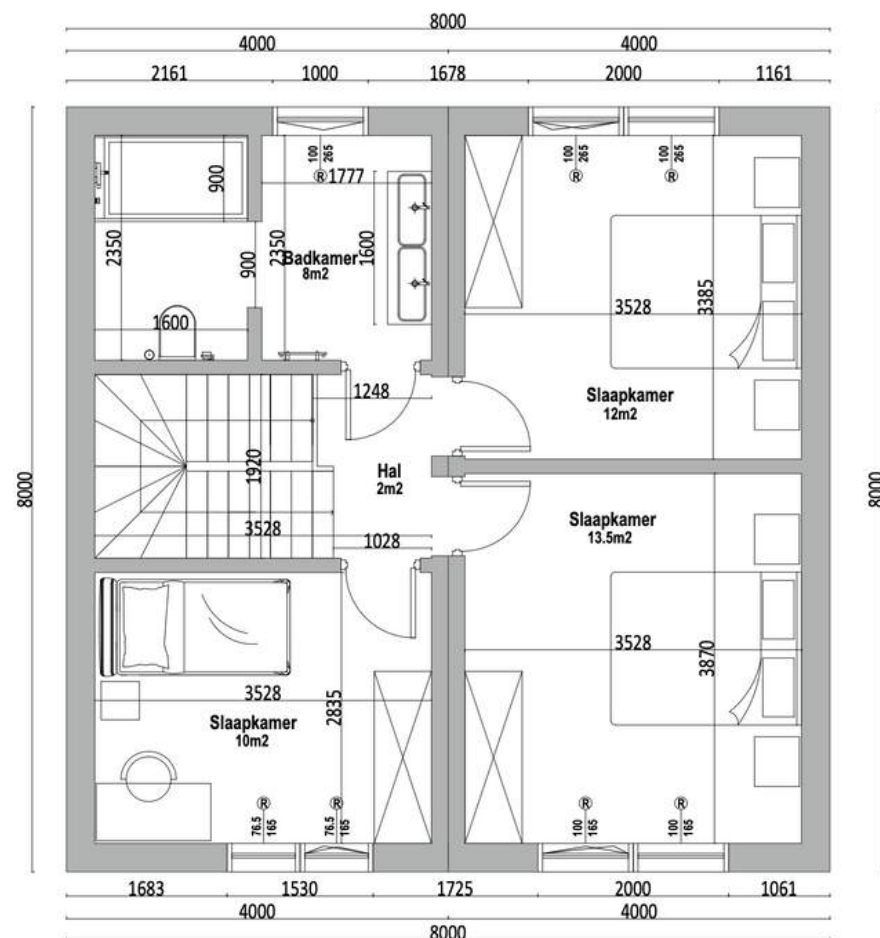 8000
4000
4000
2161
1000
1678
2000
1161
100
265
R
100
265
R
100
265
R
900
1777
2350
900
2350
Badkamer
8m2
1600
1600
3528
3385
Slaapkamer
12m2
1248
1920
Hal
2m2
3528
1028
8000
8000
Slaapkamer
13.5m2
3528
3870
3528
2835
Slaapkamer
10m2
R
76.5
165
R
76.5
165
R
100
165
R
100
165
1683
1530
1725
2000
1061
4000
4000
8000